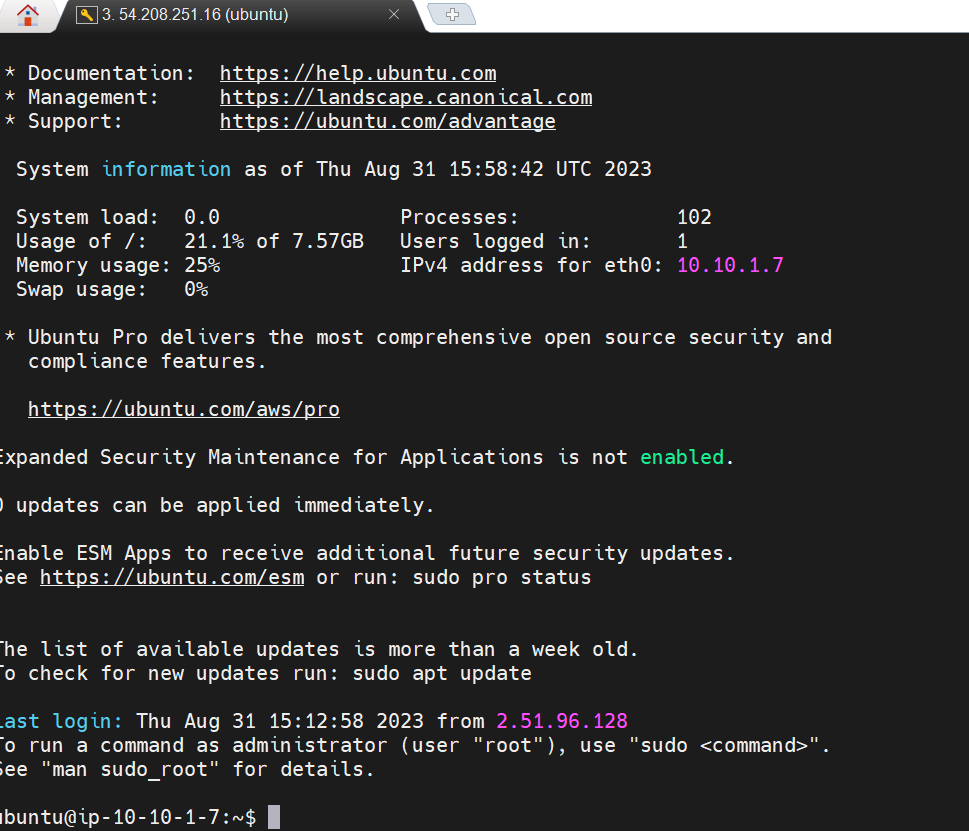 3. 54.208.251.16 (ubuntu)
* Documentation: https://help.ubuntu.com
* Management: https://landscape.canonical.com
* Support: https://ubuntu.com/advantage
System information as of Thu Aug 31 15:58:42 UTC 2023
System load: 0.0 Processes: 102
Usage of /: 21.1% of 7.57GB Users logged in: 1
Memory usage: 25% IPv4 address for eth0: 10.10.1.7
Swap usage: 0%
* Ubuntu Pro delivers the most comprehensive open source security and
compliance features.
https://ubuntu.com/aws/pro
Expanded Security Maintenance for Applications is not enabled.
0 updates can be applied immediately.
Enable ESM Apps to receive additional future security updates.
See https://ubuntu.com/esm or run: sudo pro status
The list of available updates is more than a week old.
To check for new updates run: sudo apt update
Last login: Thu Aug 31 15:12:58 2023 from 2.51.96.128
To run a command as administrator (user "root"), use "sudo <command>".
See "man sudo_root" for details.
ubuntu@ip-10-10-1-7:~$